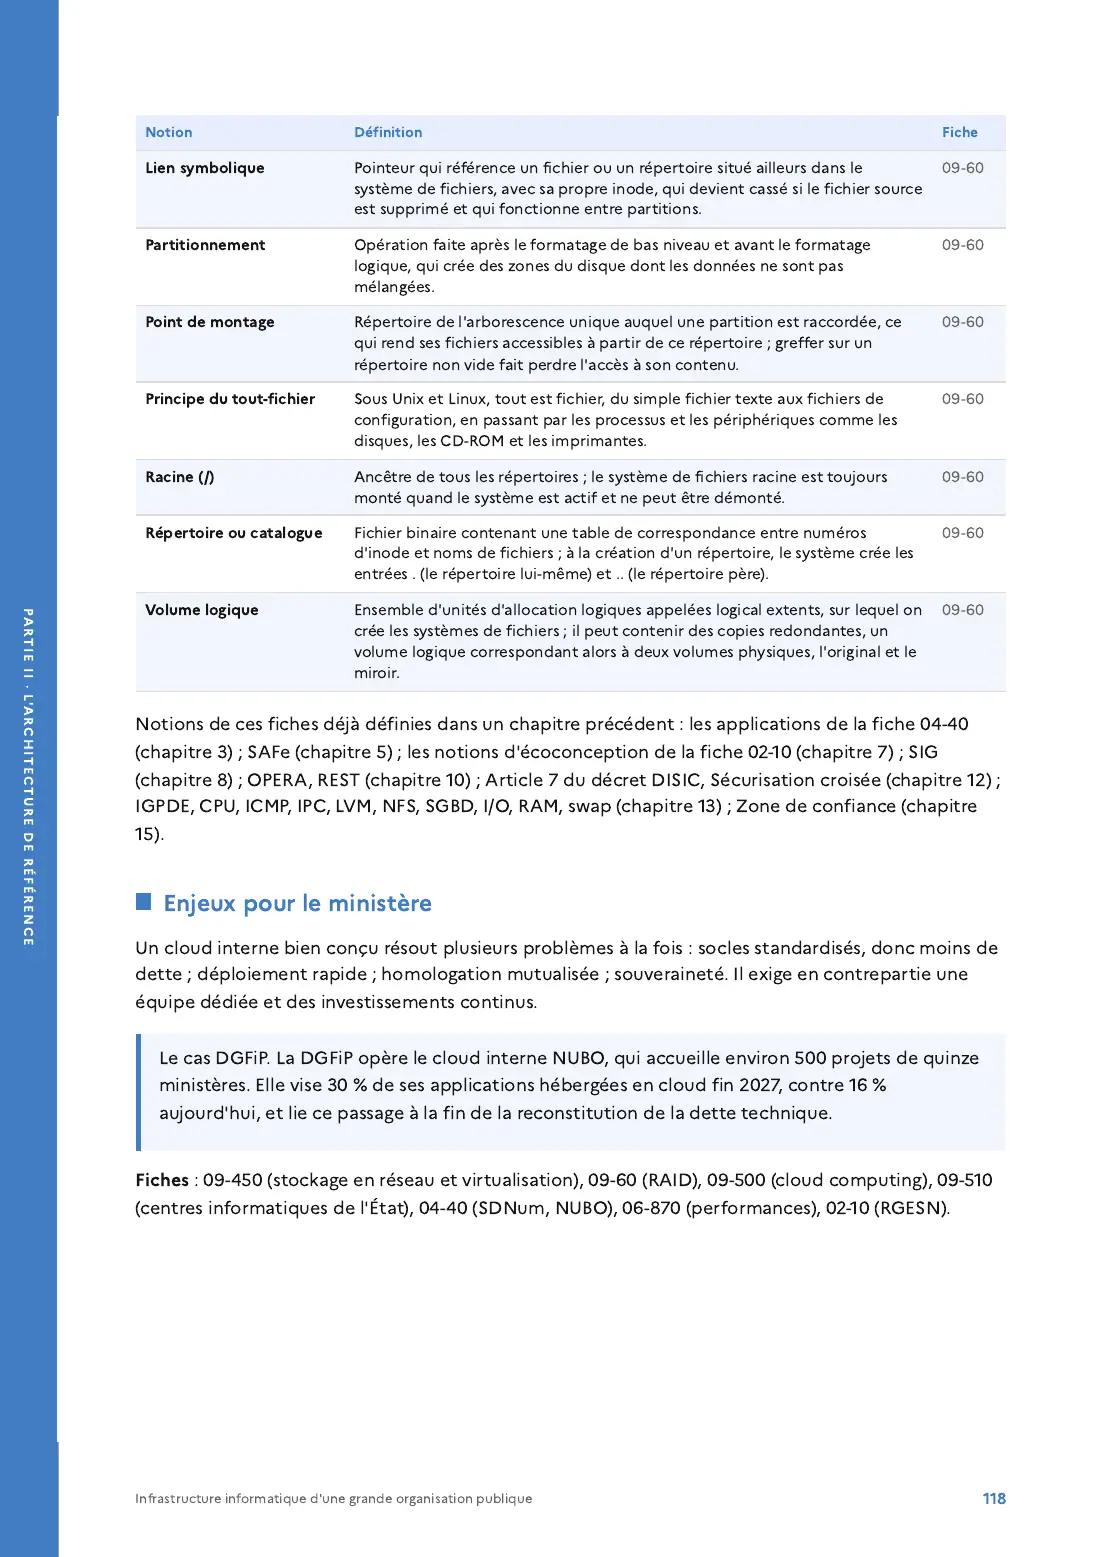 Notion Définition Fiche
Lien symbolique Pointeur qui référence un fichier ou un répertoire situé ailleurs dans le 09-60
système de fichiers, avec sa propre inode, qui devient cassé si le fichier source
est supprimé et qui fonctionne entre partitions.
Partitionnement Opération faite après le formatage de bas niveau et avant le formatage 09-60
logique, qui crée des zones du disque dont les données ne sont pas
mélangées.
Point de montage Répertoire de l'arborescence unique auquel une partition est raccordée, ce 09-60
qui rend ses fichiers accessibles à partir de ce répertoire ; greffer sur un
répertoire non vide fait perdre l'accès à son contenu.
Principe du tout-fichier Sous Unix et Linux, tout est fichier, du simple fichier texte aux fichiers de 09-60
configuration, en passant par les processus et les périphériques comme les
disques, les CD-ROM et les imprimantes.
Racine (/) Ancêtre de tous les répertoires ; le système de fichiers racine est toujours 09-60
monté quand le système est actif et ne peut être démonté.
Répertoire ou catalogue Fichier binaire contenant une table de correspondance entre numéros 09-60
d'inode et noms de fichiers ; à la création d'un répertoire, le système crée les
entrées . (le répertoire lui-même) et .. (le répertoire père).
Volume logique Ensemble d'unités d'allocation logiques appelées logical extents, sur lequel on 09-60
crée les systèmes de fichiers ; il peut contenir des copies redondantes, un
volume logique correspondant alors à deux volumes physiques, l'original et le
miroir.
Notions de ces fiches déjà définies dans un chapitre précédent : les applications de la fiche 04-40
(chapitre 3) ; SAFe (chapitre 5) ; les notions d'écoconception de la fiche 02-10 (chapitre 7) ; SIG
(chapitre 8) ; OPERA, REST (chapitre 10) ; Article 7 du décret DISIC, Sécurisation croisée (chapitre 12) ;
IGPDE, CPU, ICMP, IPC, LVM, NFS, SGBD, I/O, RAM, swap (chapitre 13) ; Zone de confiance (chapitre
15).
Enjeux pour le ministère
Un cloud interne bien conçu résout plusieurs problèmes à la fois : socles standardisés, donc moins de
dette ; déploiement rapide ; homologation mutualisée ; souveraineté. Il exige en contrepartie une
équipe dédiée et des investissements continus.
Le cas DGFiP. La DGFiP opère le cloud interne NUBO, qui accueille environ 500 projets de quinze
ministères. Elle vise 30 % de ses applications hébergées en cloud fin 2027, contre 16 %
aujourd'hui, et lie ce passage à la fin de la reconstitution de la dette technique.
Fiches : 09-450 (stockage en réseau et virtualisation), 09-60 (RAID), 09-500 (cloud computing), 09-510
(centres informatiques de l'État), 04-40 (SDNum, NUBO), 06-870 (performances), 02-10 (RGESN).
PARTIE II · L'ARCHITECTURE DE RÉFÉRENCE
Infrastructure informatique d'une grande organisation publique 118